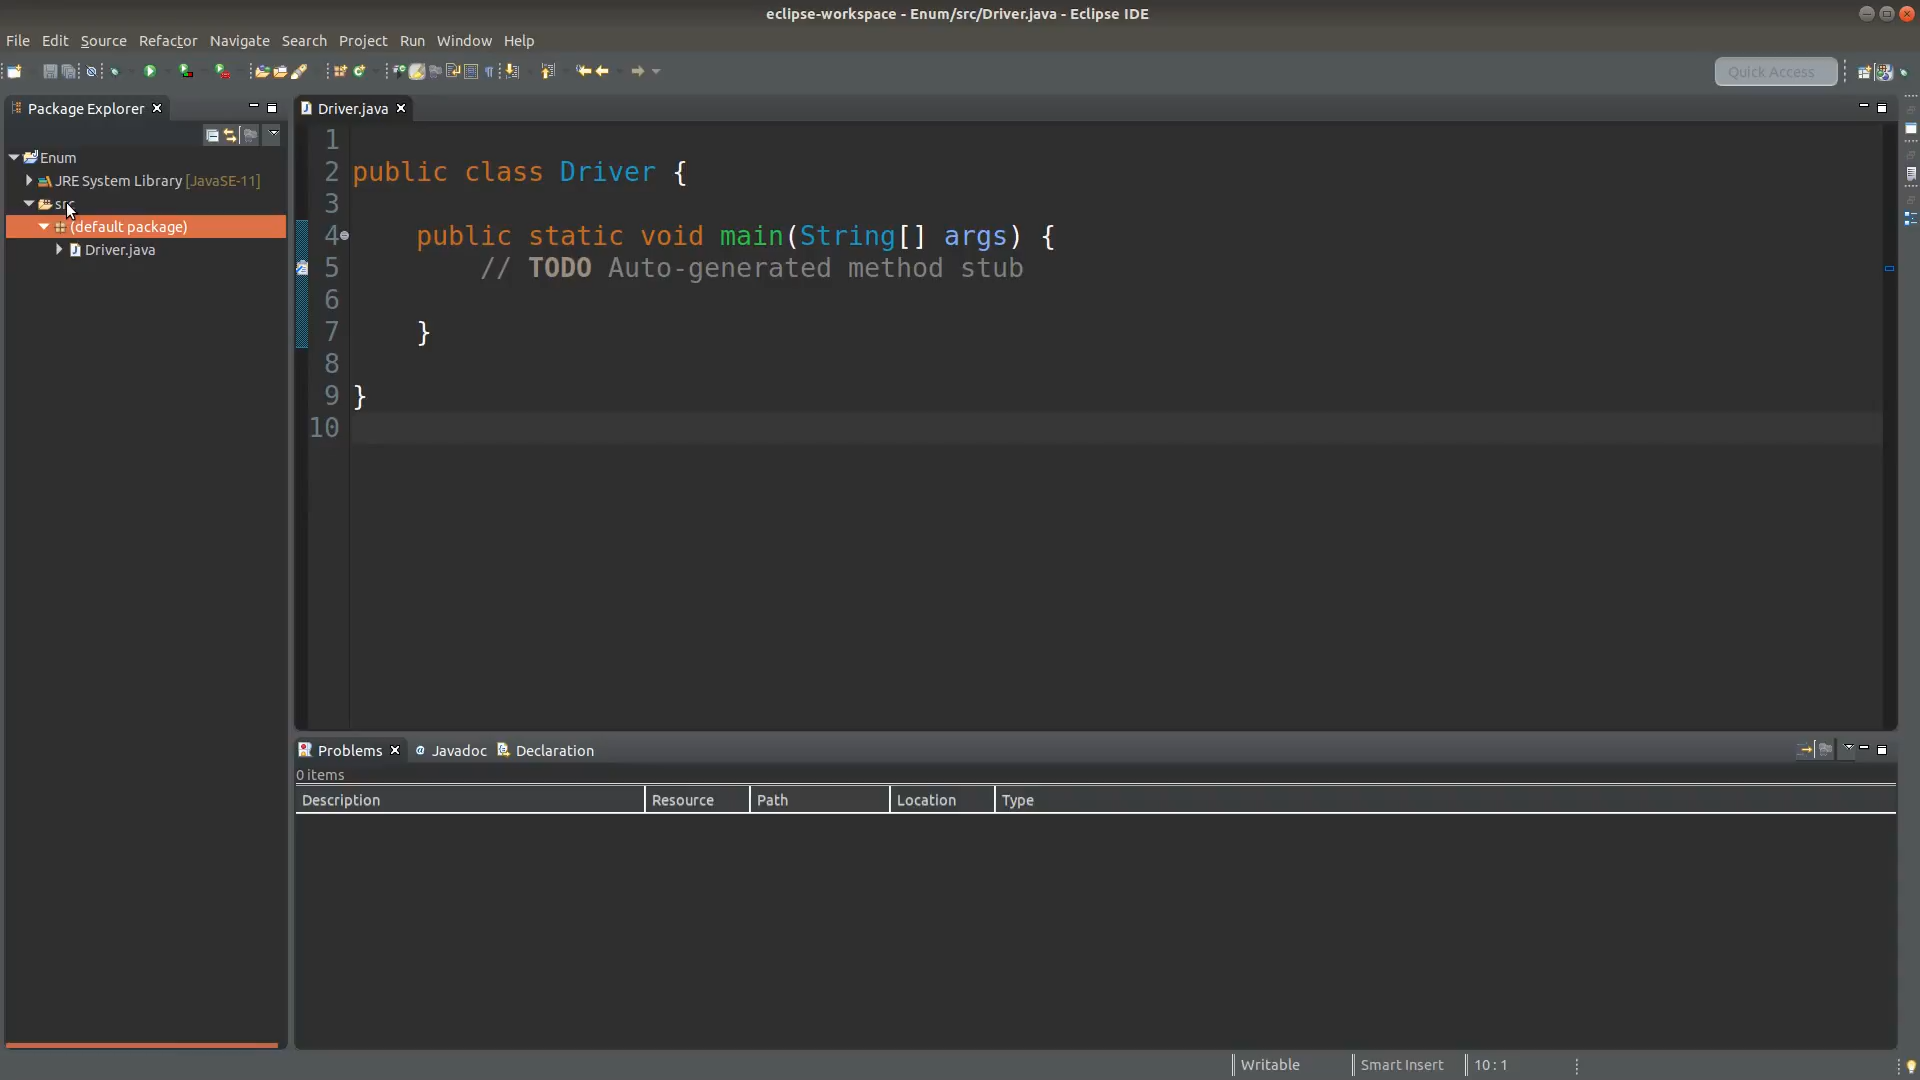 eclipse-workspace - Enum/src/Driver.java - Eclipse IDE
File Edit Source Refactor Navigate Search Project Run Window Help
Quick Access
Package Explorer
Enum
JRE System Library [JavaSE-11]
src
(default package)
Driver.java
Driver.java
1
2 public class Driver {
3
4 public static void main(String[] args) {
5 // TODO Auto-generated method stub
6
7 }
8
9 }
10
Problems Javadoc Declaration
0 items
Description Resource Path Location Type
Writable Smart Insert 10 : 1